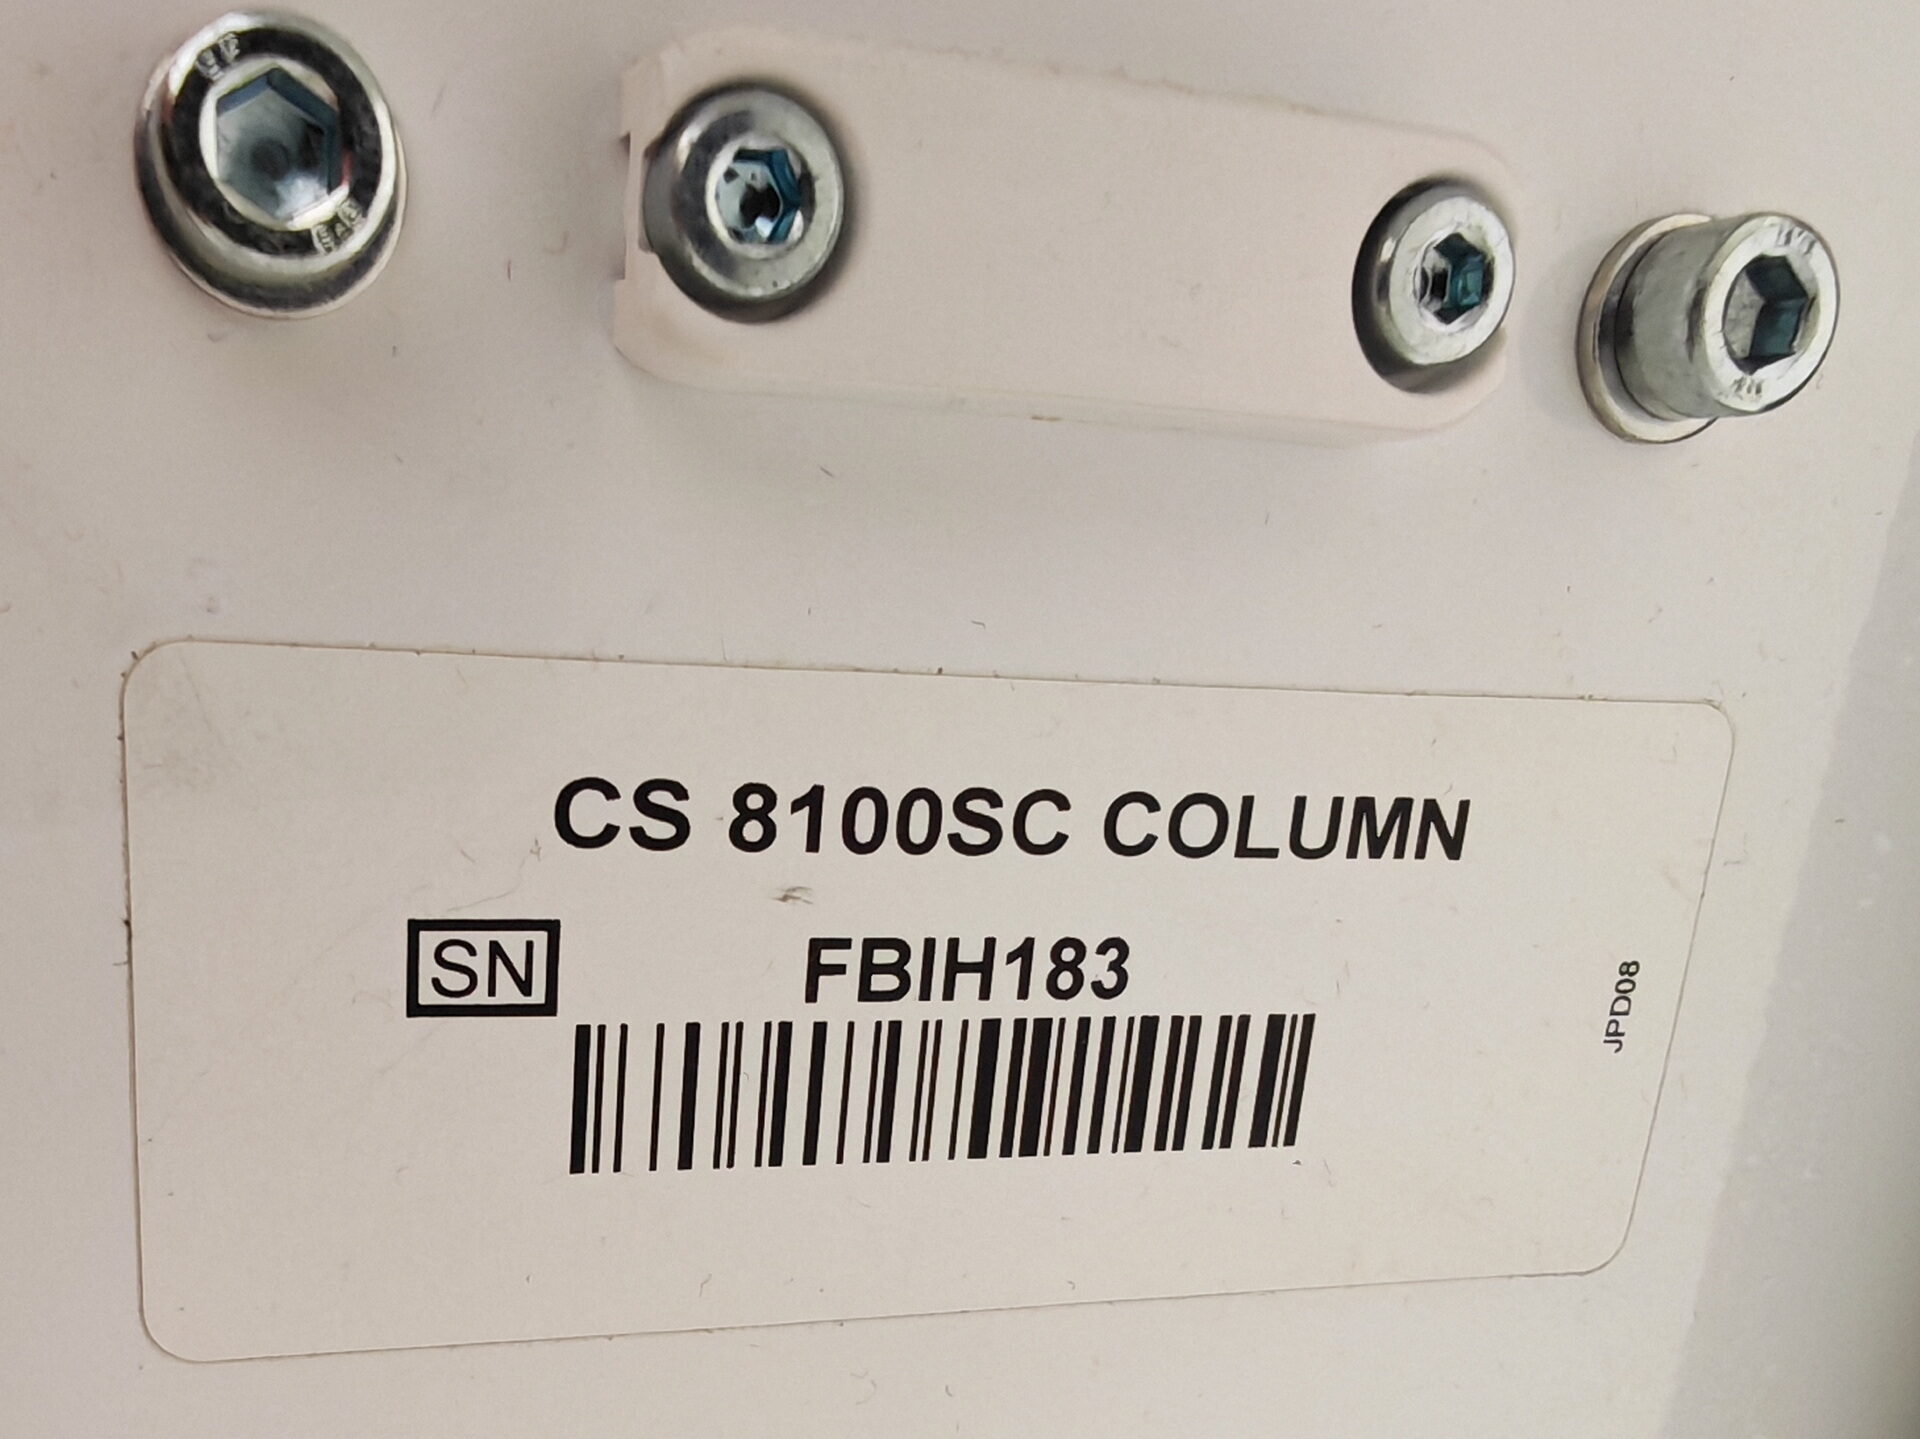 CS 8100SC COLUMN
SN
FBIH183
JPD08